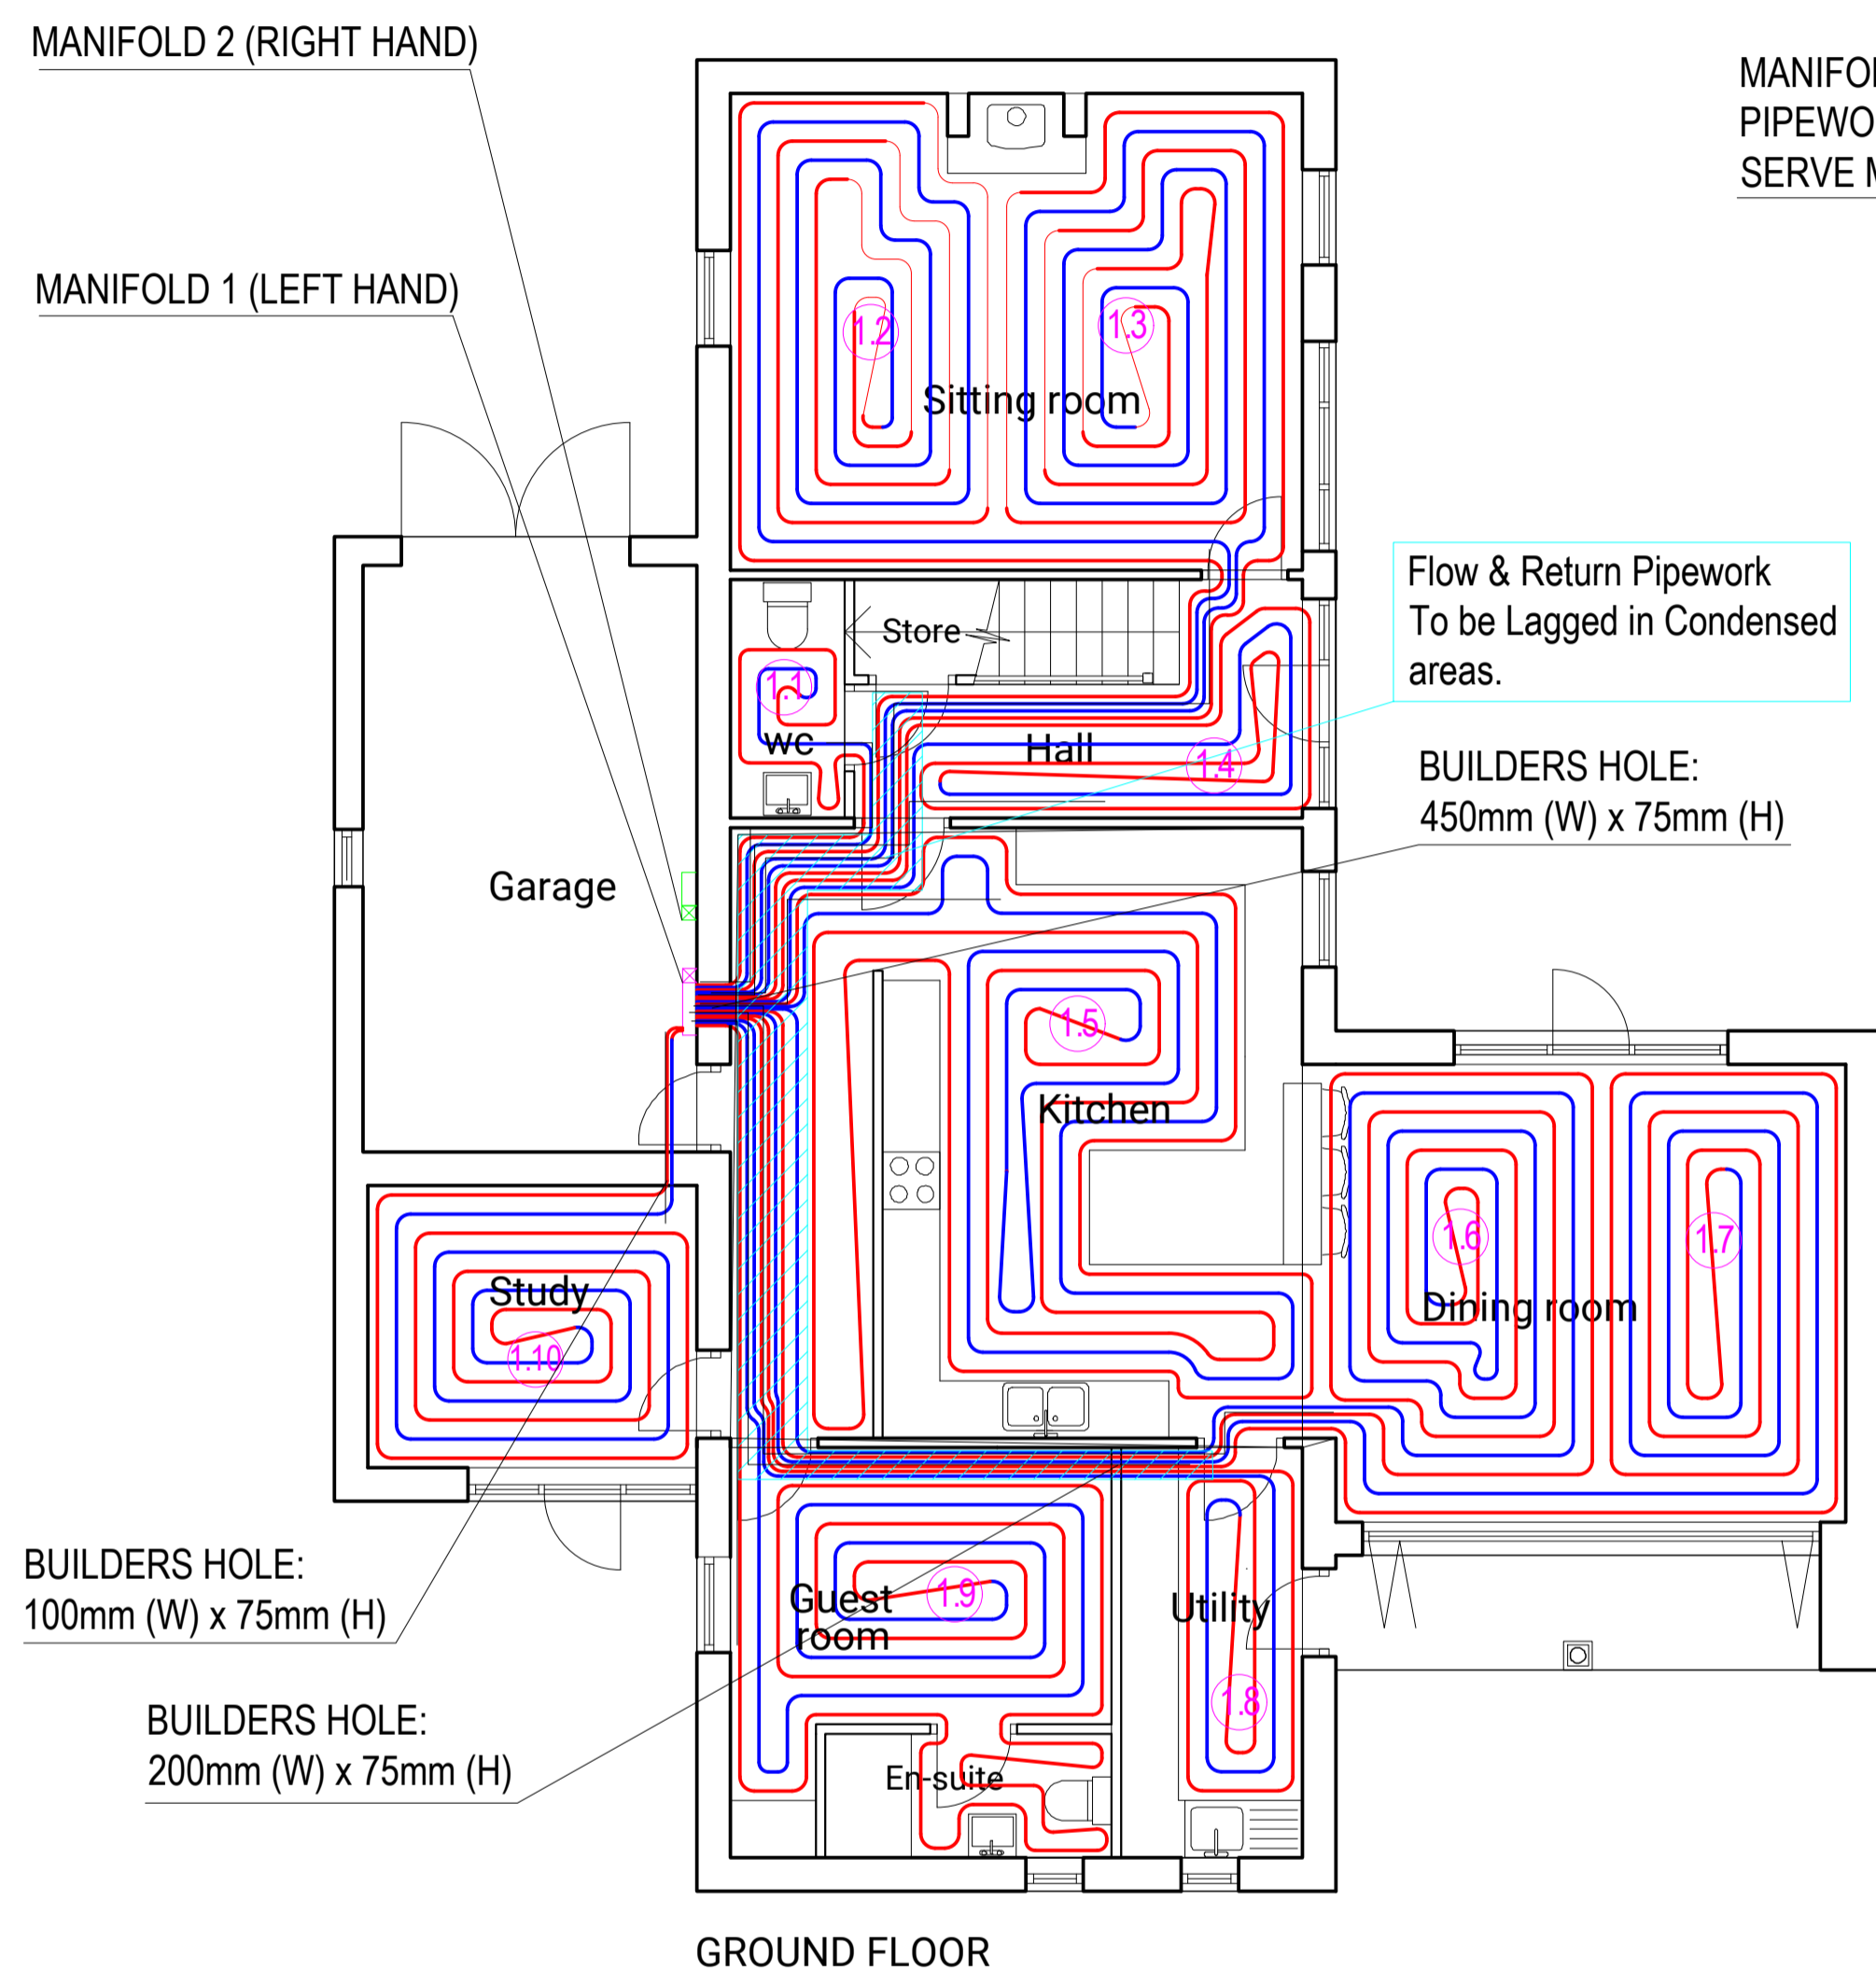 MANIFOLD 2 (RIGHT HAND)
MANIFOL
PIPEWO
SERVE M
MANIFOLD 1 (LEFT HAND)
1.2
1.3
Sitting room
Flow & Return Pipework
To be Lagged in Condensed
areas.
Store
1.1
WC
Hall
1.4
BUILDERS HOLE:
450mm (W) x 75mm (H)
Garage
1.5
Kitchen
1.6
1.7
Dining room
Study
1.10
BUILDERS HOLE:
100mm (W) x 75mm (H)
1.9
Guest
room
Utility
1.8
BUILDERS HOLE:
200mm (W) x 75mm (H)
En-suite
GROUND FLOOR